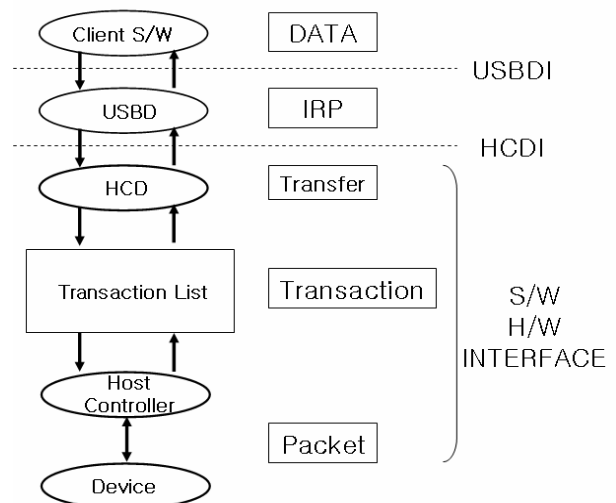 Client S/W
DATA
USBDI
USBD
IRP
HCDI
HCD
Transfer
Transaction List
Transaction
S/W
H/W
INTERFACE
Host
Controller
Packet
Device